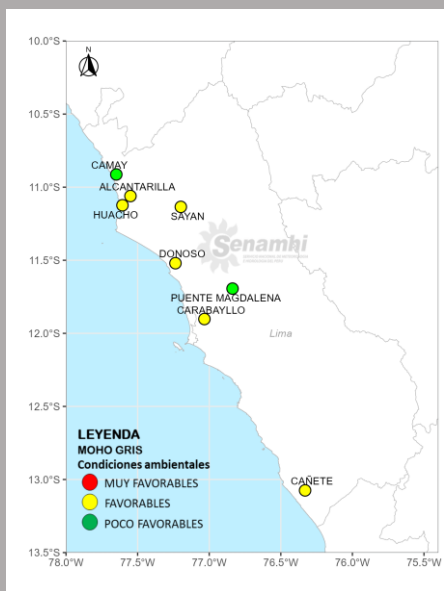 10.0°S
N
10.5°S
CAMAY
11.0°S
ALCANTARILLA
HUACHO
SAYAN
Senamhi
DONOSO
11.5°S
PUENTE MAGDALENA
CARABAYLLO
12.0°S
Lima
12.5°S
LEYENDA
MOHO GRIS
Condiciones ambientales
MUY FAVORABLES
FAVORABLES
POCO FAVORABLES
CAÑETE
13.0°S
13.5°S
78.0°W 77.5°W 77.0°W 76.5°W 76.0°W 75.5°W